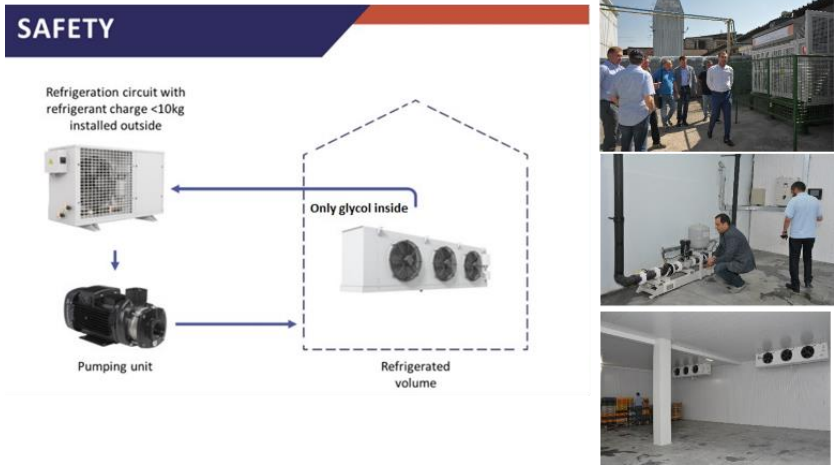 SAFETY
Refrigeration circuit with
refrigerant charge <10kg
installed outside
Only glycol inside
Pumping unit
Refrigerated
volume